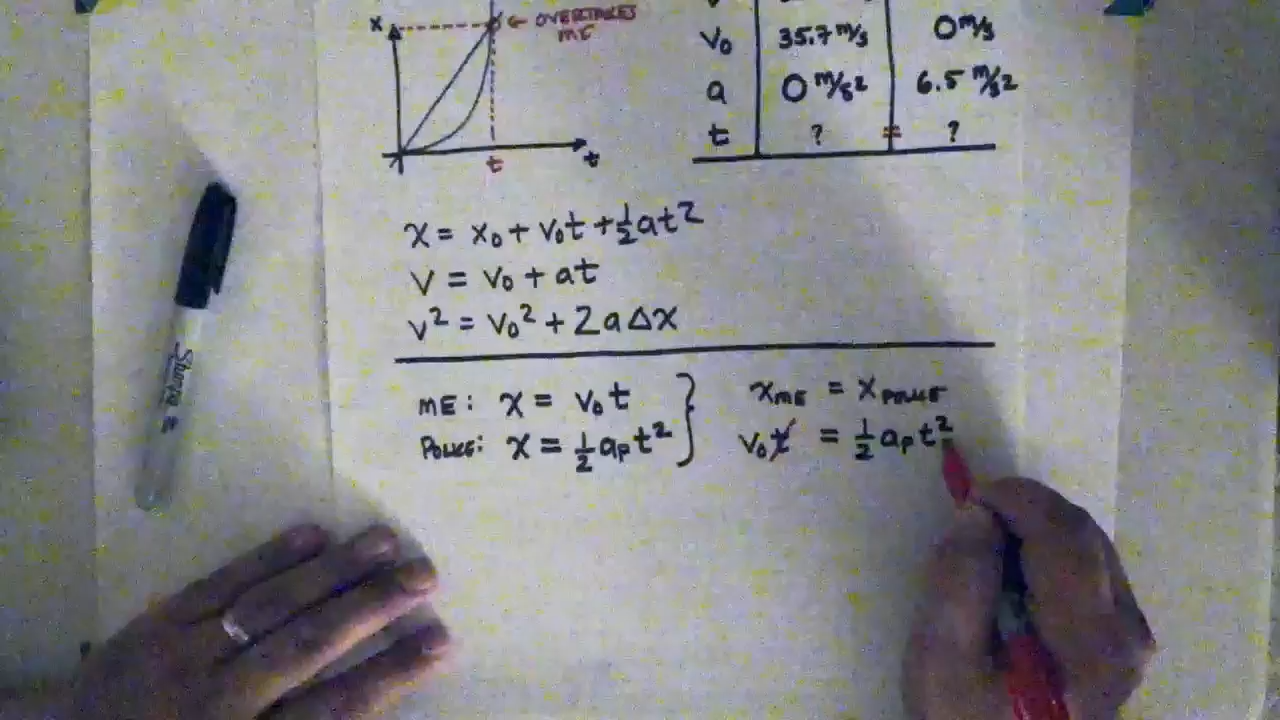 x
← OVERTAKES
ME
t
t
v₀ 35.7 m/s 0 m/s
a 0 m/s² 6.5 m/s²
t ? = ?
x = x₀ + v₀t + ½at²
v = v₀ + at
v² = v₀² + 2aΔx
ME: x = v₀t
POLICE: x = ½aₚt²
x_ME = x_POLICE
v₀t = ½aₚt²
Sharpie